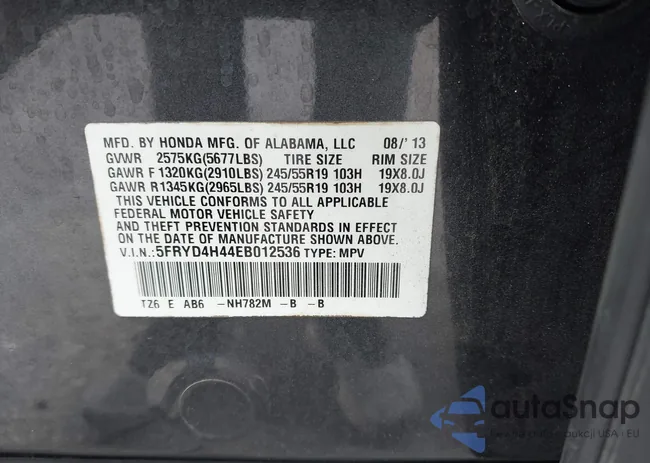 MFD. BY HONDA MFG. OF ALABAMA, LLC 08/'13
GVWR 2575KG(5677LBS) TIRE SIZE RIM SIZE
GAWR F 1320KG(2910LBS) 245/55R19 103H 19X8.0J
GAWR R 1345KG(2965LBS) 245/55R19 103H 19X8.0J
THIS VEHICLE CONFORMS TO ALL APPLICABLE
FEDERAL MOTOR VEHICLE SAFETY
AND THEFT PREVENTION STANDARDS IN EFFECT
ON THE DATE OF MANUFACTURE SHOWN ABOVE.
V.I.N.:5FRYD4H44EB012536 TYPE: MPV
TZ6 E AB6 -NH782M -B -B
autoSnap
aukcji USA - EU